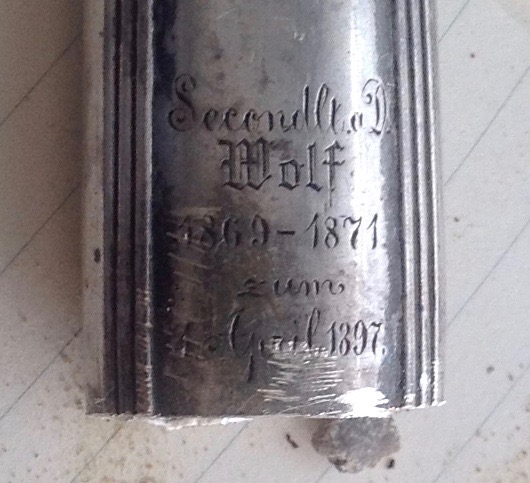 Secondlt. a D.
Wolf
1869-1871
zum
April 1897.